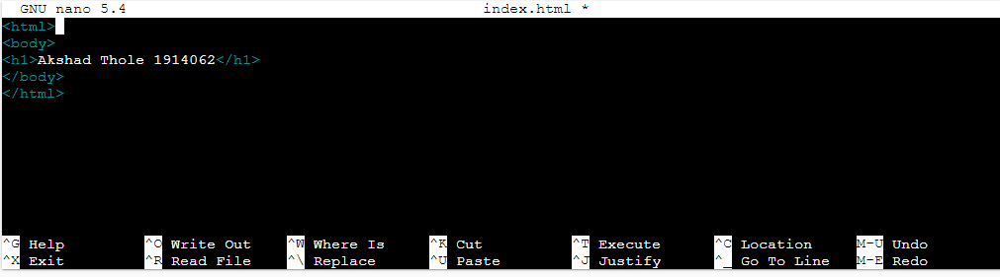 GNU nano 5.4 index.html *
<html>
<body>
<h1>Akshad Thole 1914062</h1>
</body>
</html>
^G Help ^O Write Out ^W Where Is ^K Cut ^T Execute ^C Location M-U Undo
^X Exit ^R Read File ^\ Replace ^U Paste ^J Justify ^_ Go To Line M-E Redo